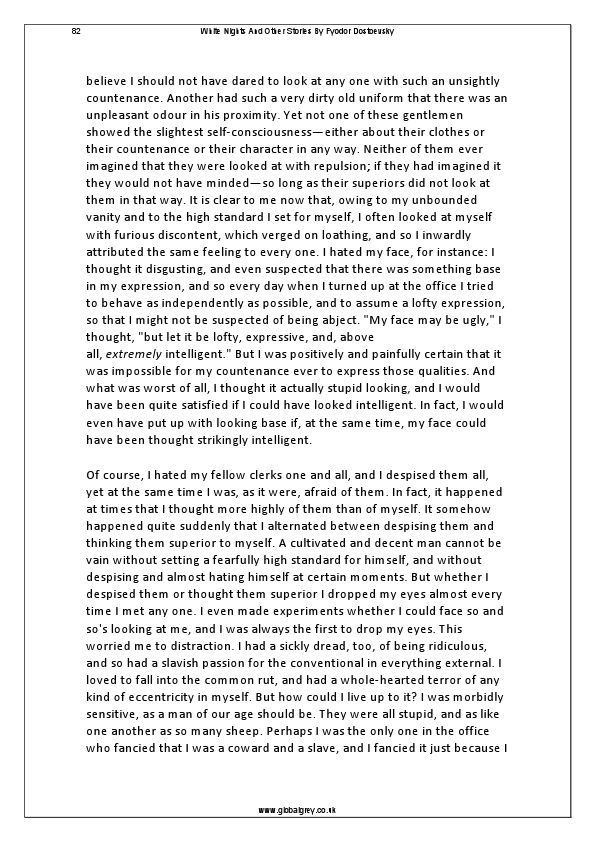 82
White Nights And Other Stories By Fyodor Dostoevsky
believe I should not have dared to look at any one with such an unsightly
countenance. Another had such a very dirty old uniform that there was an
unpleasant odour in his proximity. Yet not one of these gentlemen
showed the slightest self-consciousness—either about their clothes or
their countenance or their character in any way. Neither of them ever
imagined that they were looked at with repulsion; if they had imagined it
they would not have minded—so long as their superiors did not look at
them in that way. It is clear to me now that, owing to my unbounded
vanity and to the high standard I set for myself, I often looked at myself
with furious discontent, which verged on loathing, and so I inwardly
attributed the same feeling to every one. I hated my face, for instance: I
thought it disgusting, and even suspected that there was something base
in my expression, and so every day when I turned up at the office I tried
to behave as independently as possible, and to assume a lofty expression,
so that I might not be suspected of being abject. "My face may be ugly," I
thought, "but let it be lofty, expressive, and, above
all, extremely intelligent." But I was positively and painfully certain that it
was impossible for my countenance ever to express those qualities. And
what was worst of all, I thought it actually stupid looking, and I would
have been quite satisfied if I could have looked intelligent. In fact, I would
even have put up with looking base if, at the same time, my face could
have been thought strikingly intelligent.
Of course, I hated my fellow clerks one and all, and I despised them all,
yet at the same time I was, as it were, afraid of them. In fact, it happened
at times that I thought more highly of them than of myself. It somehow
happened quite suddenly that I alternated between despising them and
thinking them superior to myself. A cultivated and decent man cannot be
vain without setting a fearfully high standard for himself, and without
despising and almost hating himself at certain moments. But whether I
despised them or thought them superior I dropped my eyes almost every
time I met any one. I even made experiments whether I could face so and
so's looking at me, and I was always the first to drop my eyes. This
worried me to distraction. I had a sickly dread, too, of being ridiculous,
and so had a slavish passion for the conventional in everything external. I
loved to fall into the common rut, and had a whole-hearted terror of any
kind of eccentricity in myself. But how could I live up to it? I was morbidly
sensitive, as a man of our age should be. They were all stupid, and as like
one another as so many sheep. Perhaps I was the only one in the office
who fancied that I was a coward and a slave, and I fancied it just because I
www.globalgrey.co.uk